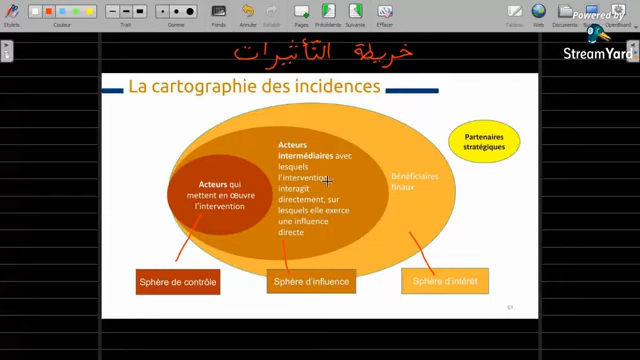 Stylets
Couleur
Trait
Gomme
Annuler
Refaire
Pages
Précédente
Suivante
Effacer
Tableau
Web
Documents
OpenBoard
Powered by
StreamYard
خريطة التأثيرات
La cartographie des incidences
Partenaires
stratégiques
Acteurs
intermédiaires avec
lesquels
l'intervention
interagit
directement, sur
lesquels elle exerce
une influence
directe
Acteurs qui
mettent en œuvre
l'intervention
Bénéficiaires
finaux
Sphère de contrôle
Sphère d'influence
Sphère d'intérêt